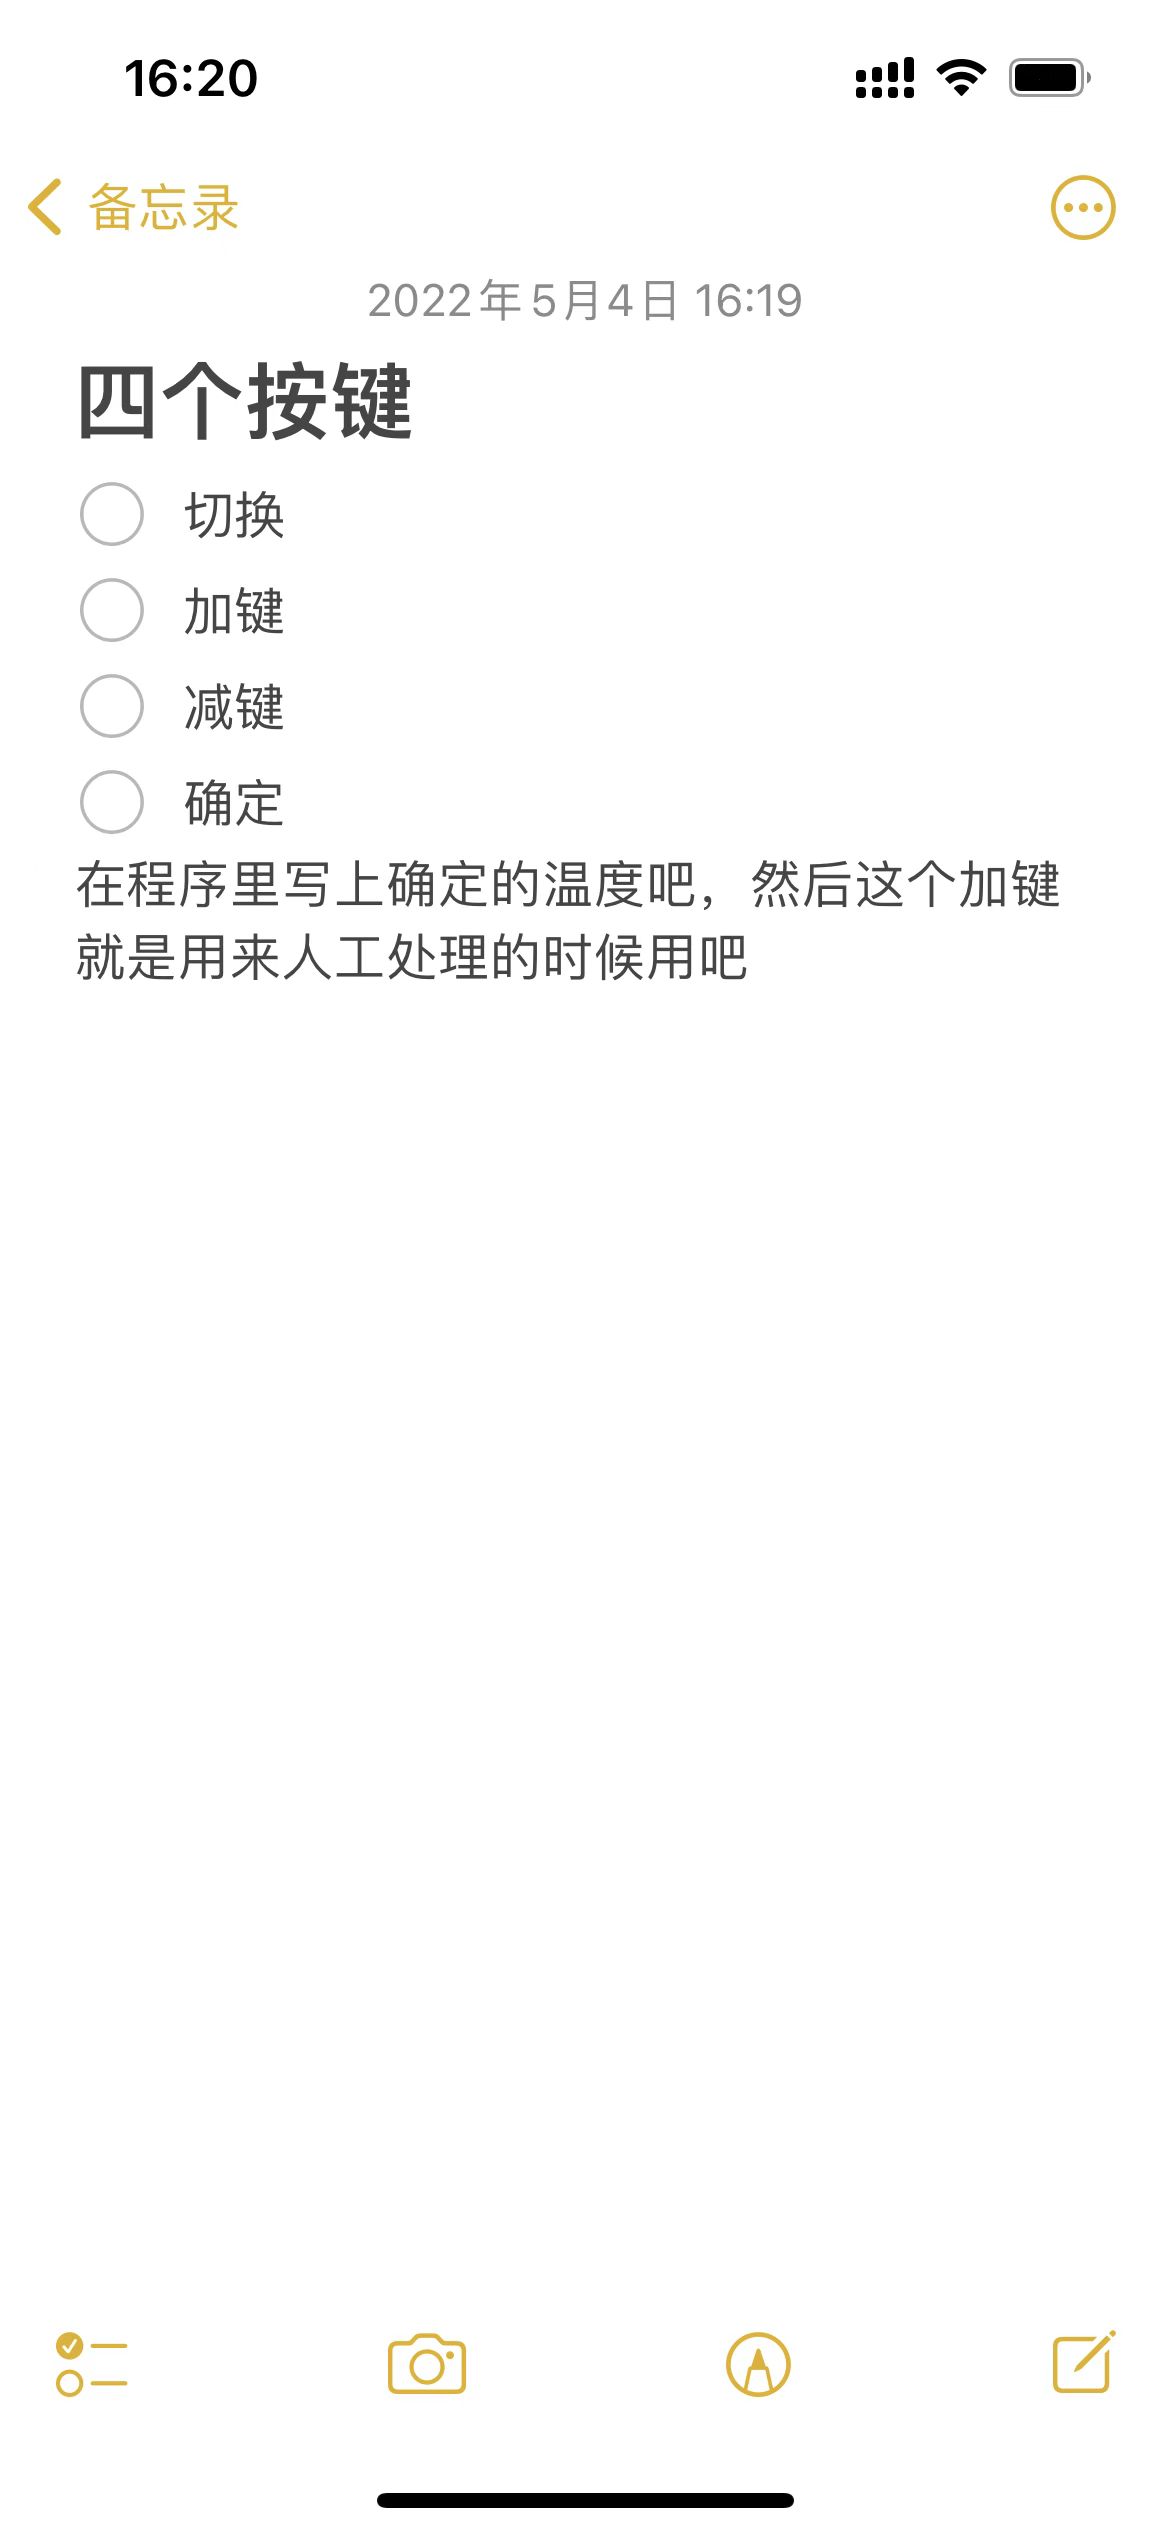 16:20
备忘录
2022年5月4日 16:19
四个按键
切换
加键
减键
确定
在程序里写上确定的温度吧，然后这个加键
就是用来人工处理的时候用吧